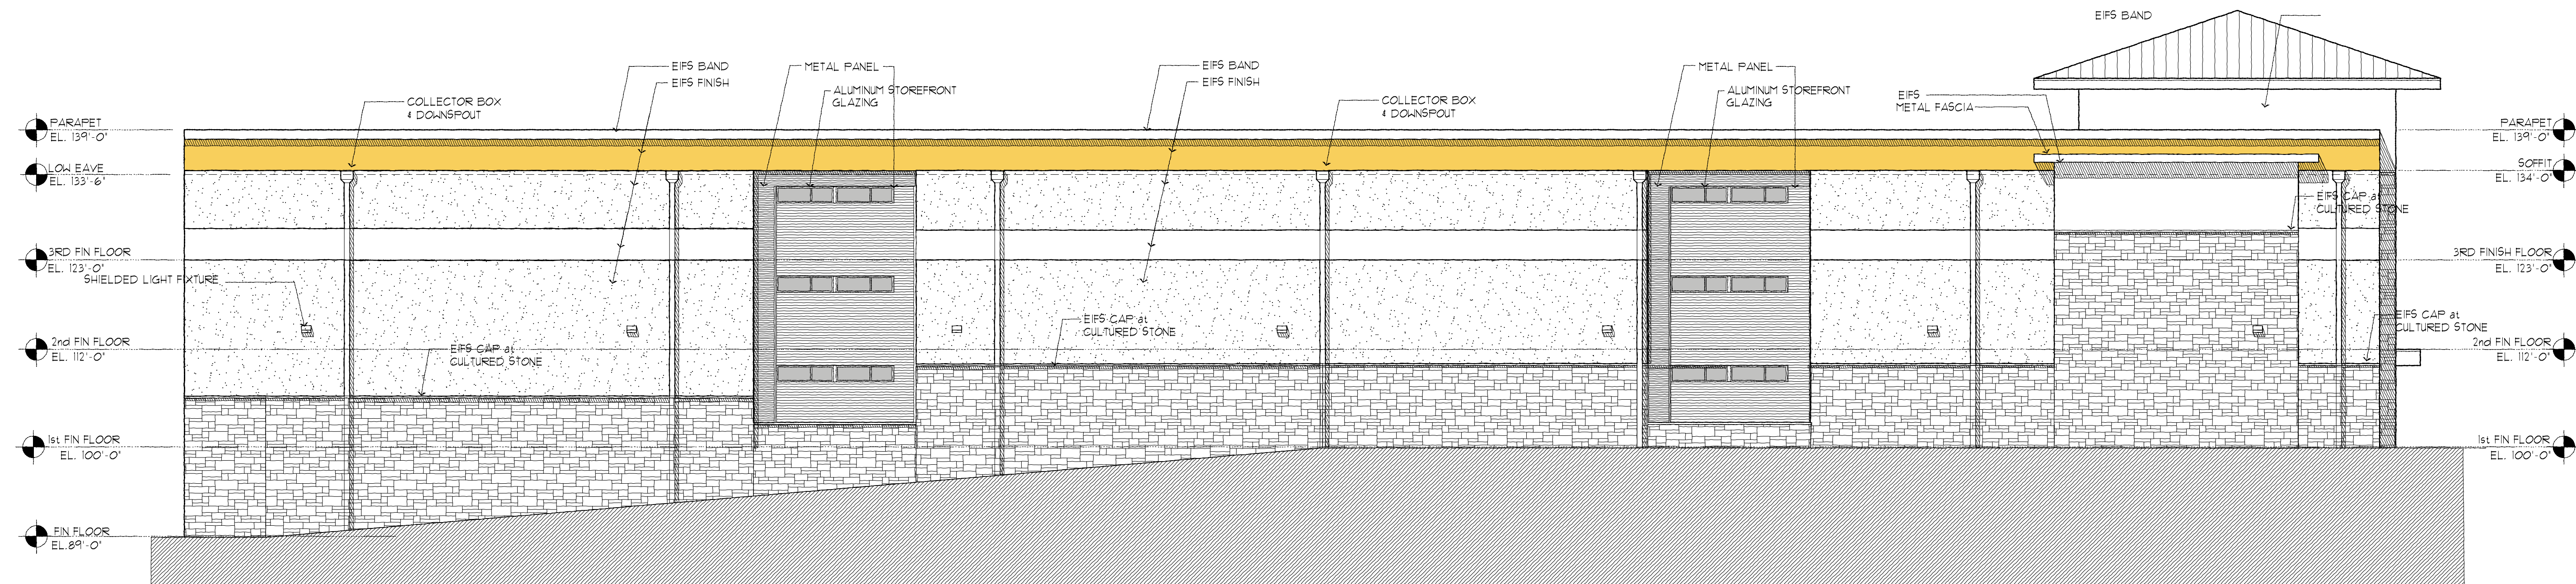 EIFS BAND
EIFS BAND
EIFS FINISH
METAL PANEL
ALUMINUM STOREFRONT
GLAZING
EIFS BAND
EIFS FINISH
METAL PANEL
ALUMINUM STOREFRONT
GLAZING
COLLECTOR BOX
& DOWNSPOUT
COLLECTOR BOX
& DOWNSPOUT
EIFS
METAL FASCIA
PARAPET
EL. 139'-0"
PARAPET
EL. 139'-0"
LOW EAVE
EL. 133'-6"
SOFFIT
EL. 134'-0"
EIFS CAP at
CULTURED STONE
3RD FIN FLOOR
EL. 123'-0"
3RD FINISH FLOOR
EL. 123'-0"
SHIELDED LIGHT FIXTURE
EIFS CAP at
CULTURED STONE
EIFS CAP at
CULTURED STONE
2nd FIN FLOOR
EL. 112'-0"
EIFS CAP at
CULTURED STONE
2nd FIN FLOOR
EL. 112'-0"
1st FIN FLOOR
EL. 100'-0"
1st FIN FLOOR
EL. 100'-0"
FIN FLOOR
EL.89'-0"